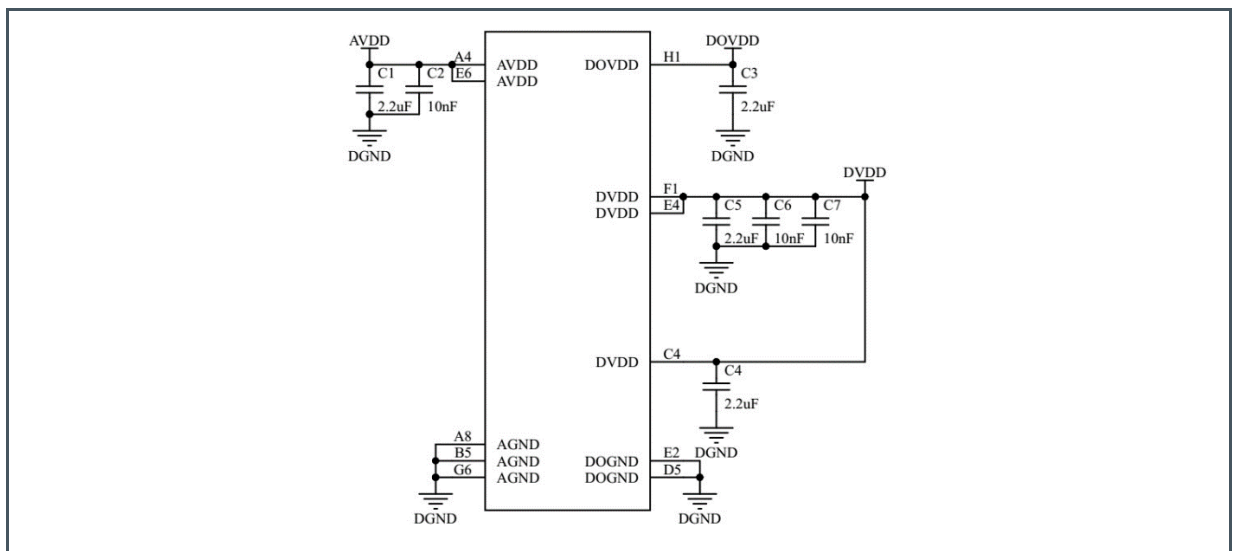 AVDD
DOVDD
A4 AVDD DOVDD H1
C1 C2 E6 AVDD C3
2.2uF 10nF 2.2uF
DGND DGND
DVDD
DVDD F1
DVDD E4 C5 C6 C7
2.2uF 10nF 10nF
DGND
DVDD C4
C4
2.2uF
DGND
A8 AGND
B5 AGND DOGND E2
G6 AGND DOGND D5
DGND DGND